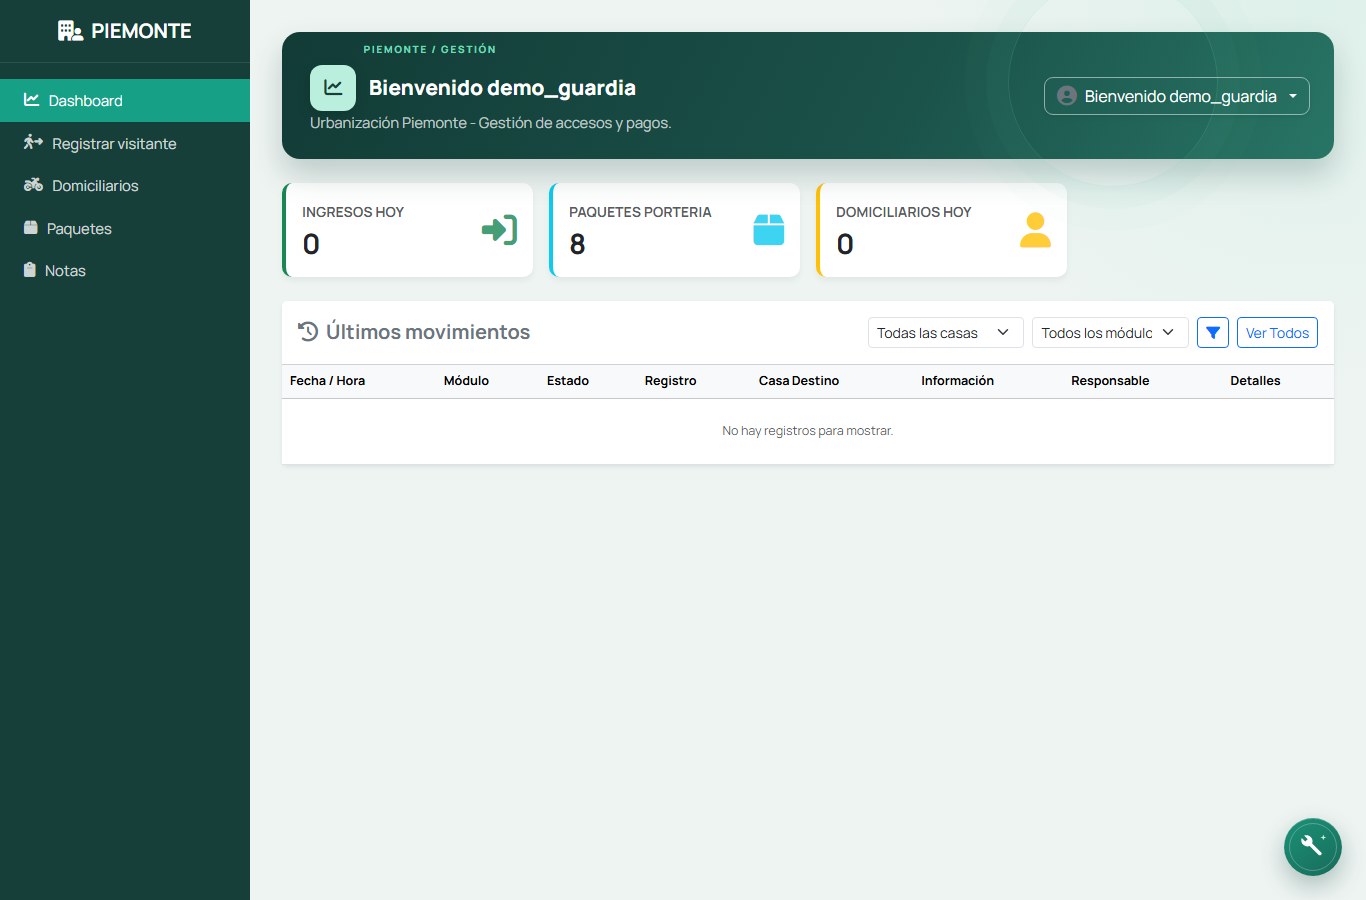 PIEMONTE
Dashboard
Registrar visitante
Domiciliarios
Paquetes
Notas
PIEMONTE / GESTIÓN
Bienvenido demo_guardia
Urbanización Piemonte - Gestión de accesos y pagos.
Bienvenido demo_guardia
INGRESOS HOY
0
PAQUETES PORTERIA
8
DOMICILIARIOS HOY
0
Últimos movimientos
Todas las casas
Todos los módulc
Ver Todos
Fecha / Hora Módulo Estado Registro Casa Destino Información Responsable Detalles
No hay registros para mostrar.